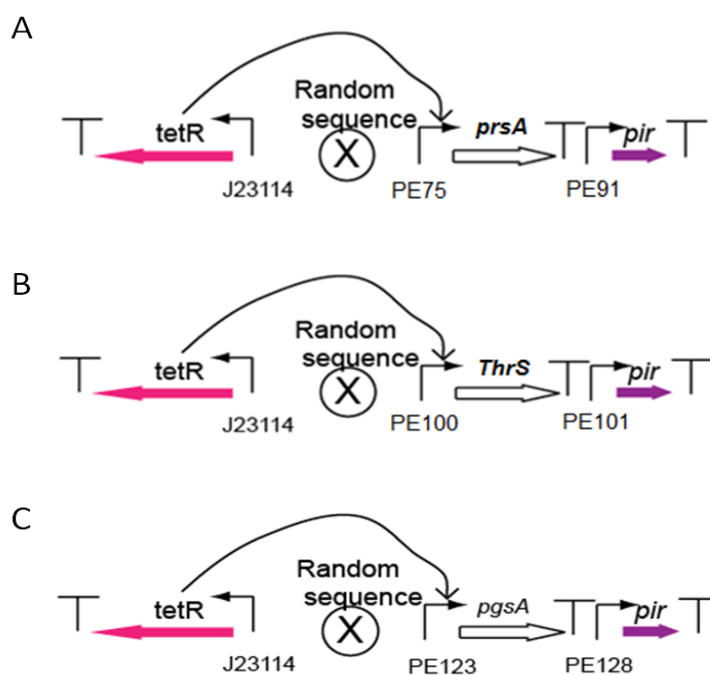 A
Random
tetR
sequence
prsA
pir
X
J23114
PE75
PE91
B
Random
tetR
sequence
ThrS
pir
X
J23114
PE100
PE101
C
Random
tetR
sequence
pgsA
pir
X
J23114
PE123
PE128